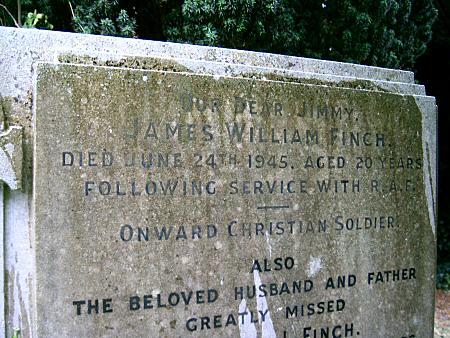 OUR DEAR JIMMY.
JAMES WILLIAM FINCH.
DIED JUNE 24TH 1945. AGED 20 YEARS
FOLLOWING SERVICE WITH R.A.F.
ONWARD CHRISTIAN SOLDIER.
ALSO
THE BELOVED HUSBAND AND FATHER
GREATLY MISSED
FINCH.